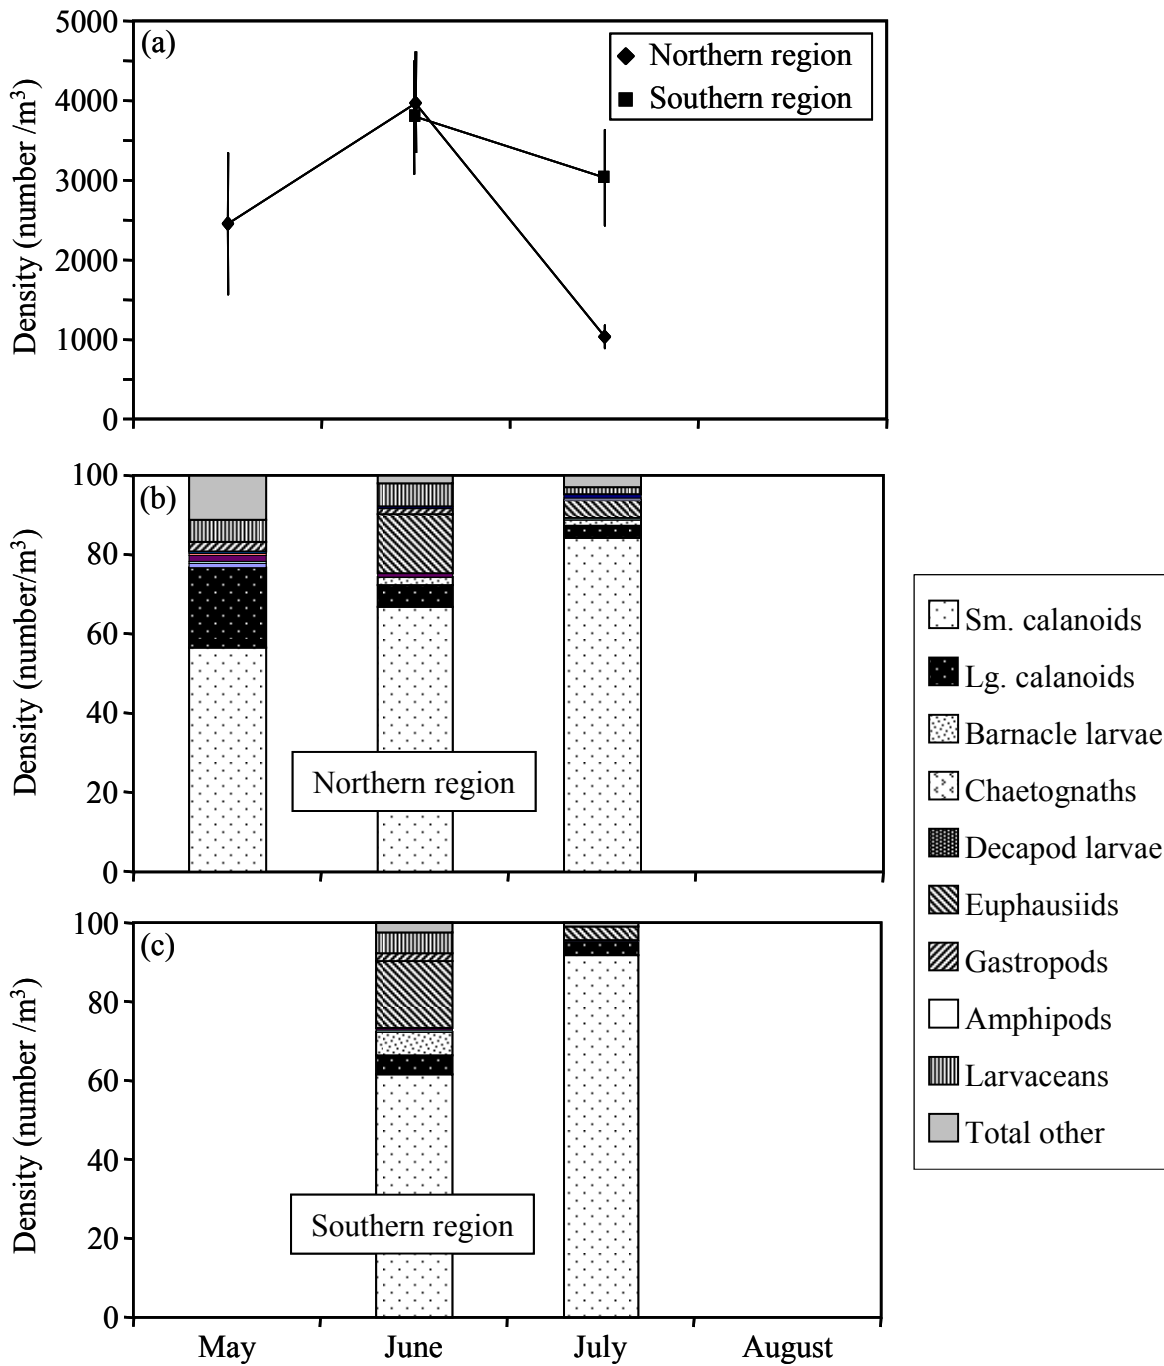 (a)
Density (number /m³)
5000
4000
3000
2000
1000
0
Northern region
Southern region
(b)
Density (number/m³)
100
80
60
40
20
0
Northern region
(c)
Density (number /m³)
100
80
60
40
20
0
Southern region
May June July August
Sm. calanoids
Lg. calanoids
Barnacle larvae
Chaetognaths
Decapod larvae
Euphausiids
Gastropods
Amphipods
Larvaceans
Total other